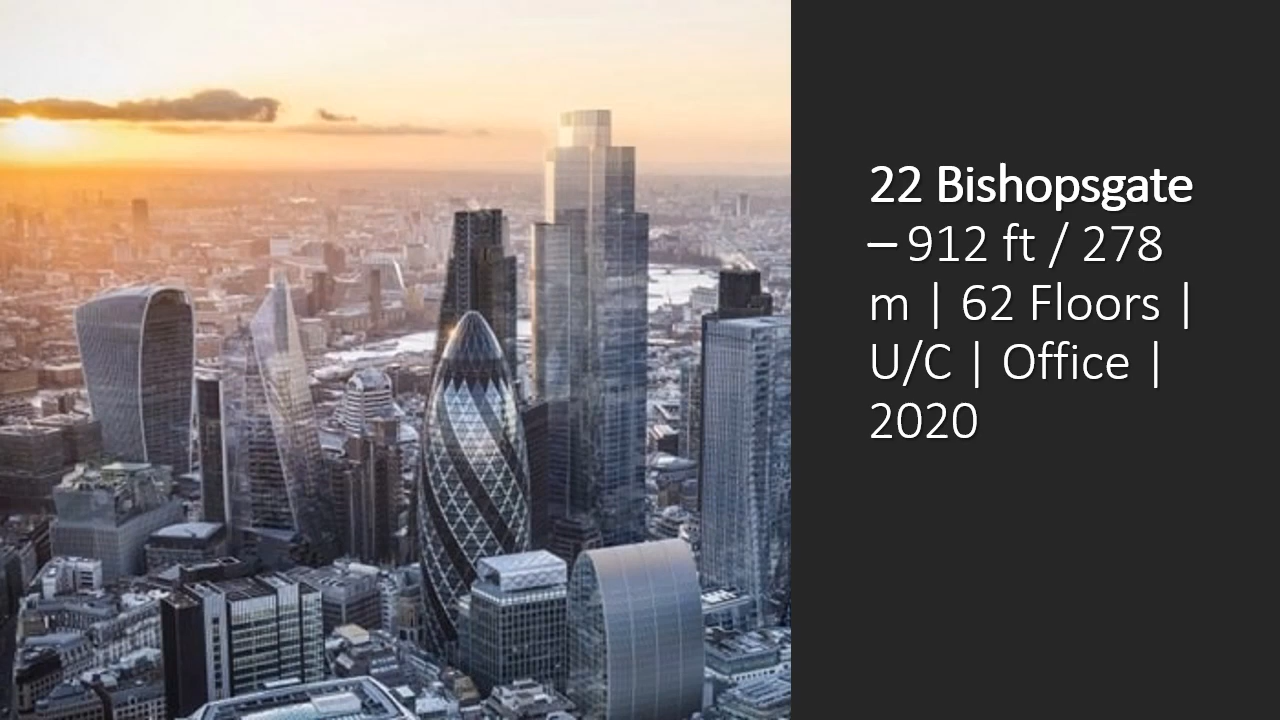 22 Bishopsgate
– 912 ft / 278
m | 62 Floors |
U/C | Office |
2020